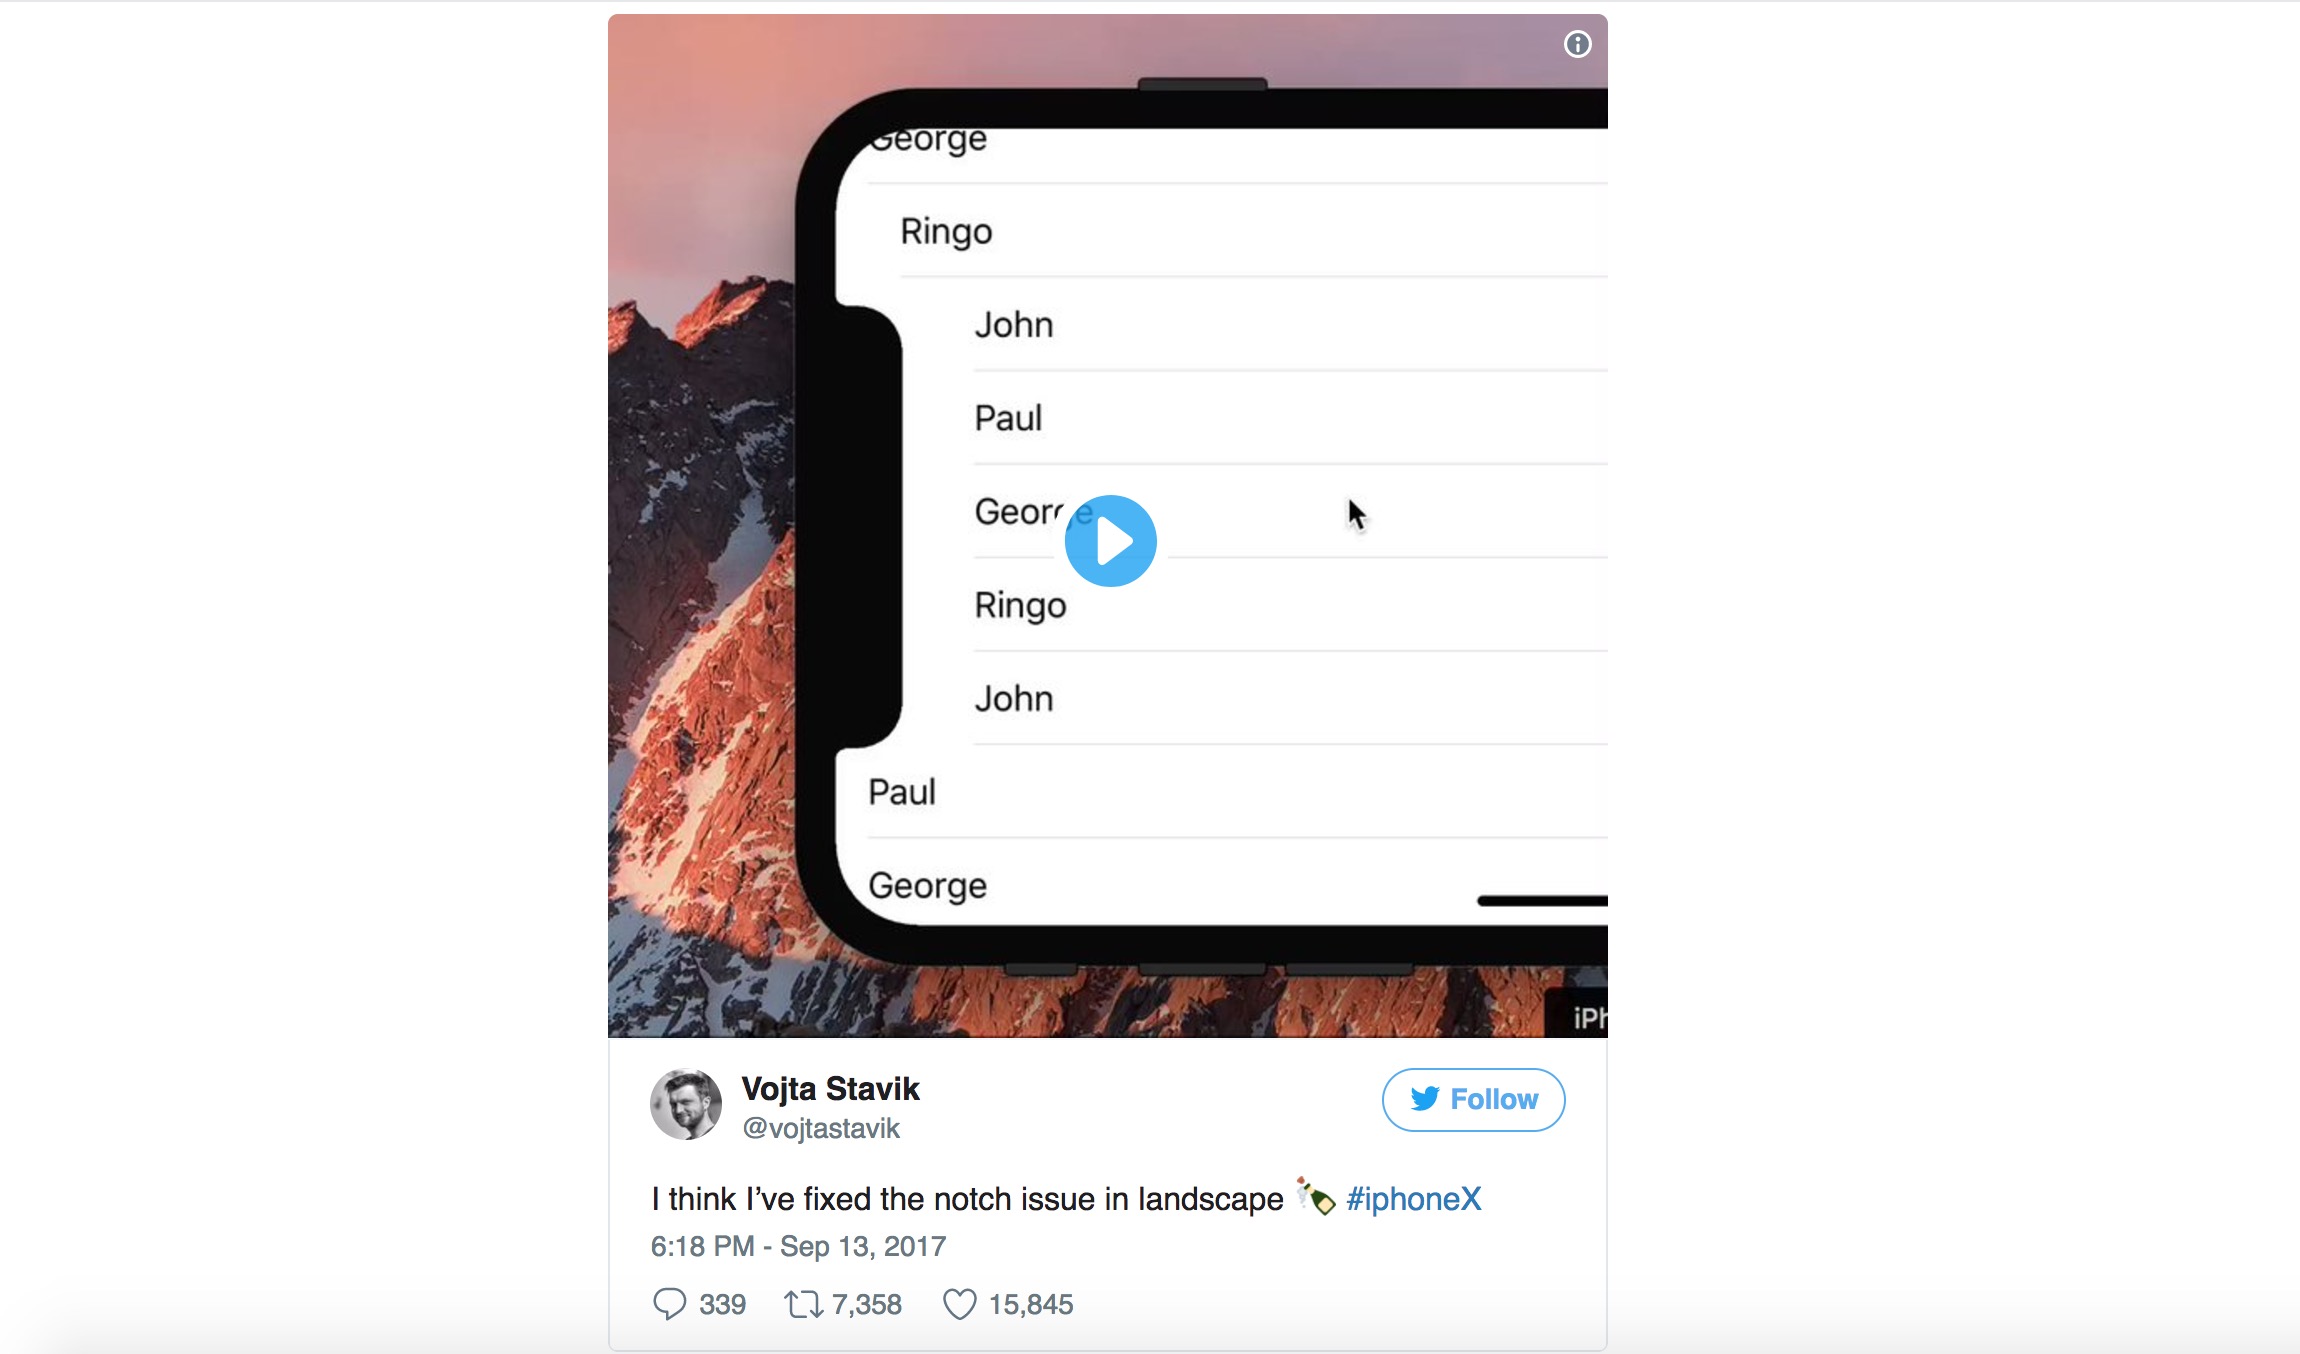 George
Ringo
John
Paul
George
Ringo
John
Paul
George
iPh
Vojta Stavik
@vojtastavik
Follow
I think I’ve fixed the notch issue in landscape 🍾 #iphoneX
6:18 PM - Sep 13, 2017
339 7,358 15,845